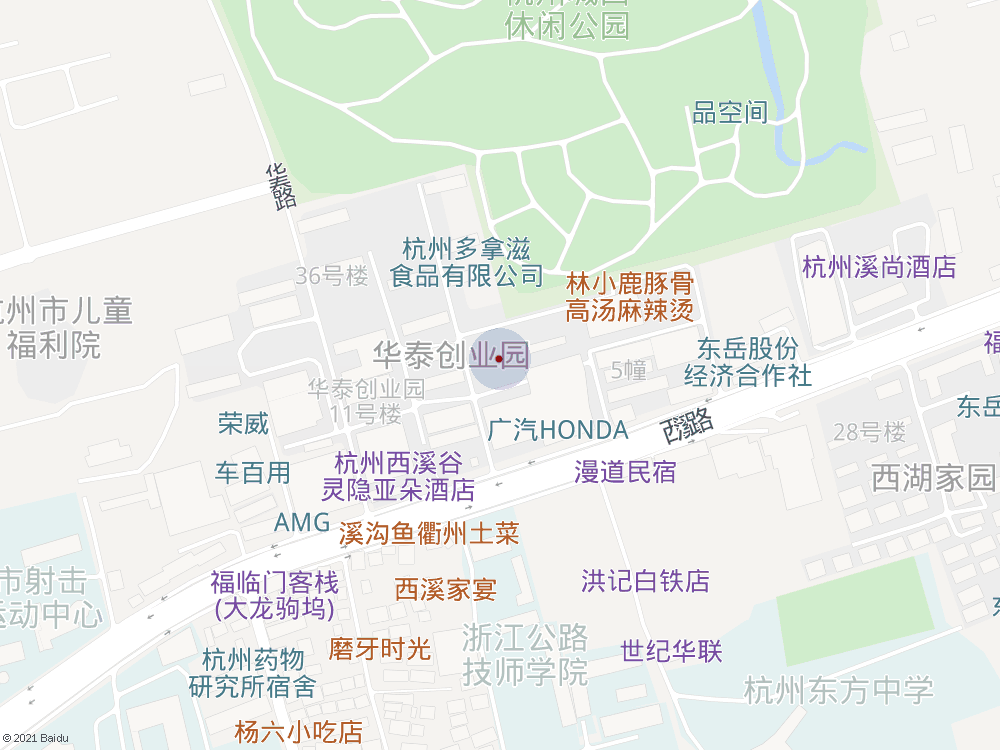 休闲公园
品空间
华泰路
杭州多拿滋
食品有限公司
36号楼
杭州溪尚酒店
林小鹿豚骨
高汤麻辣烫
州市儿童
福利院
华泰创业园
东岳股份
经济合作社
5幢
华泰创业园
11号楼
东岳
荣威
广汽HONDA
西溪路
28号楼
车百用
杭州西溪谷
灵隐亚朵酒店
漫道民宿
西湖家园
AMG
溪沟鱼衢州土菜
市射击
运动中心
福临门客栈
(大龙驹坞)
西溪家宴
洪记白铁店
磨牙时光
浙江公路
技师学院
世纪华联
杭州药物
研究所宿舍
杭州东方中学
杨六小吃店
© 2021 Baidu